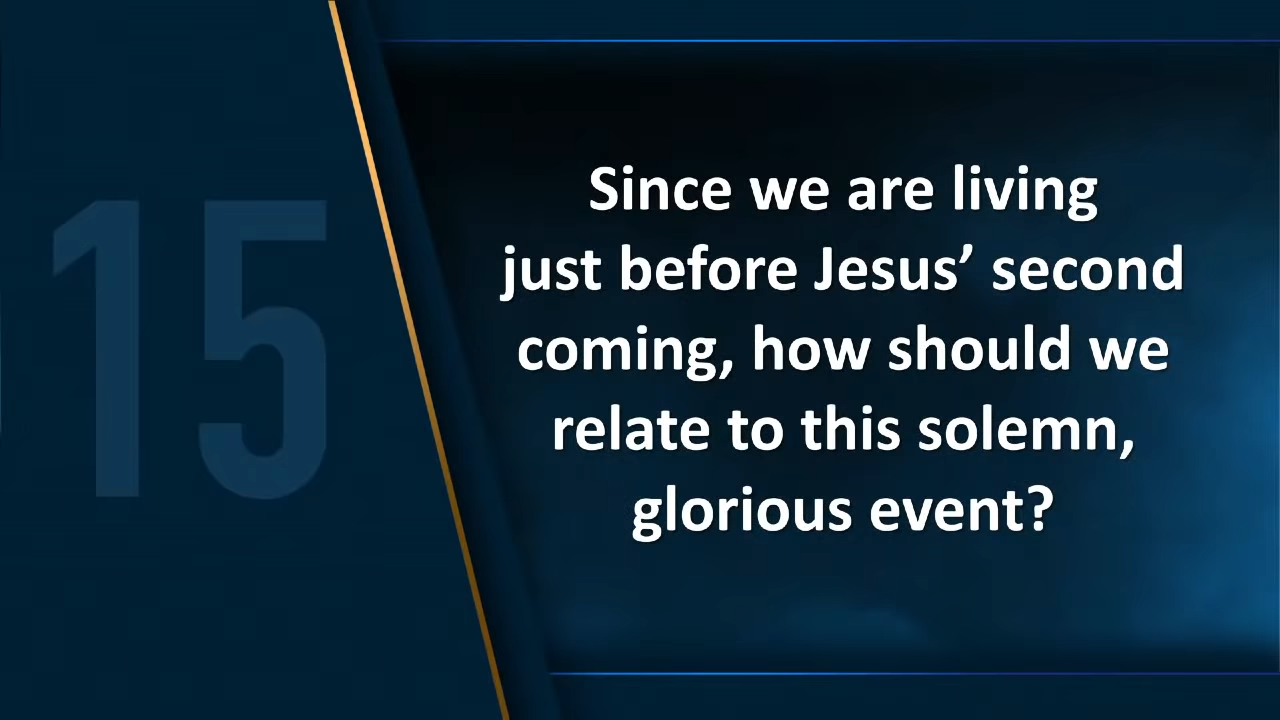 15
Since we are living
just before Jesus’ second
coming, how should we
relate to this solemn,
glorious event?